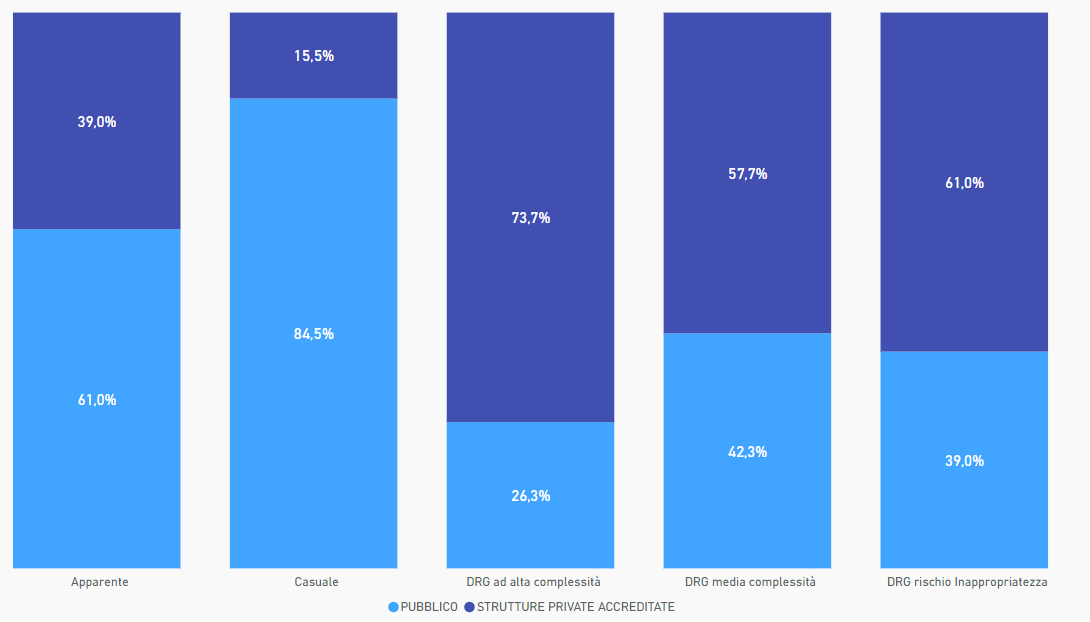 15,5%
39,0%
57,7%
61,0%
73,7%
84,5%
61,0%
42,3%
39,0%
26,3%
Apparente
Casuale
DRG ad alta complessità
DRG media complessità
DRG rischio Inappropriatezza
PUBBLICO
STRUTTURE PRIVATE ACCREDITATE